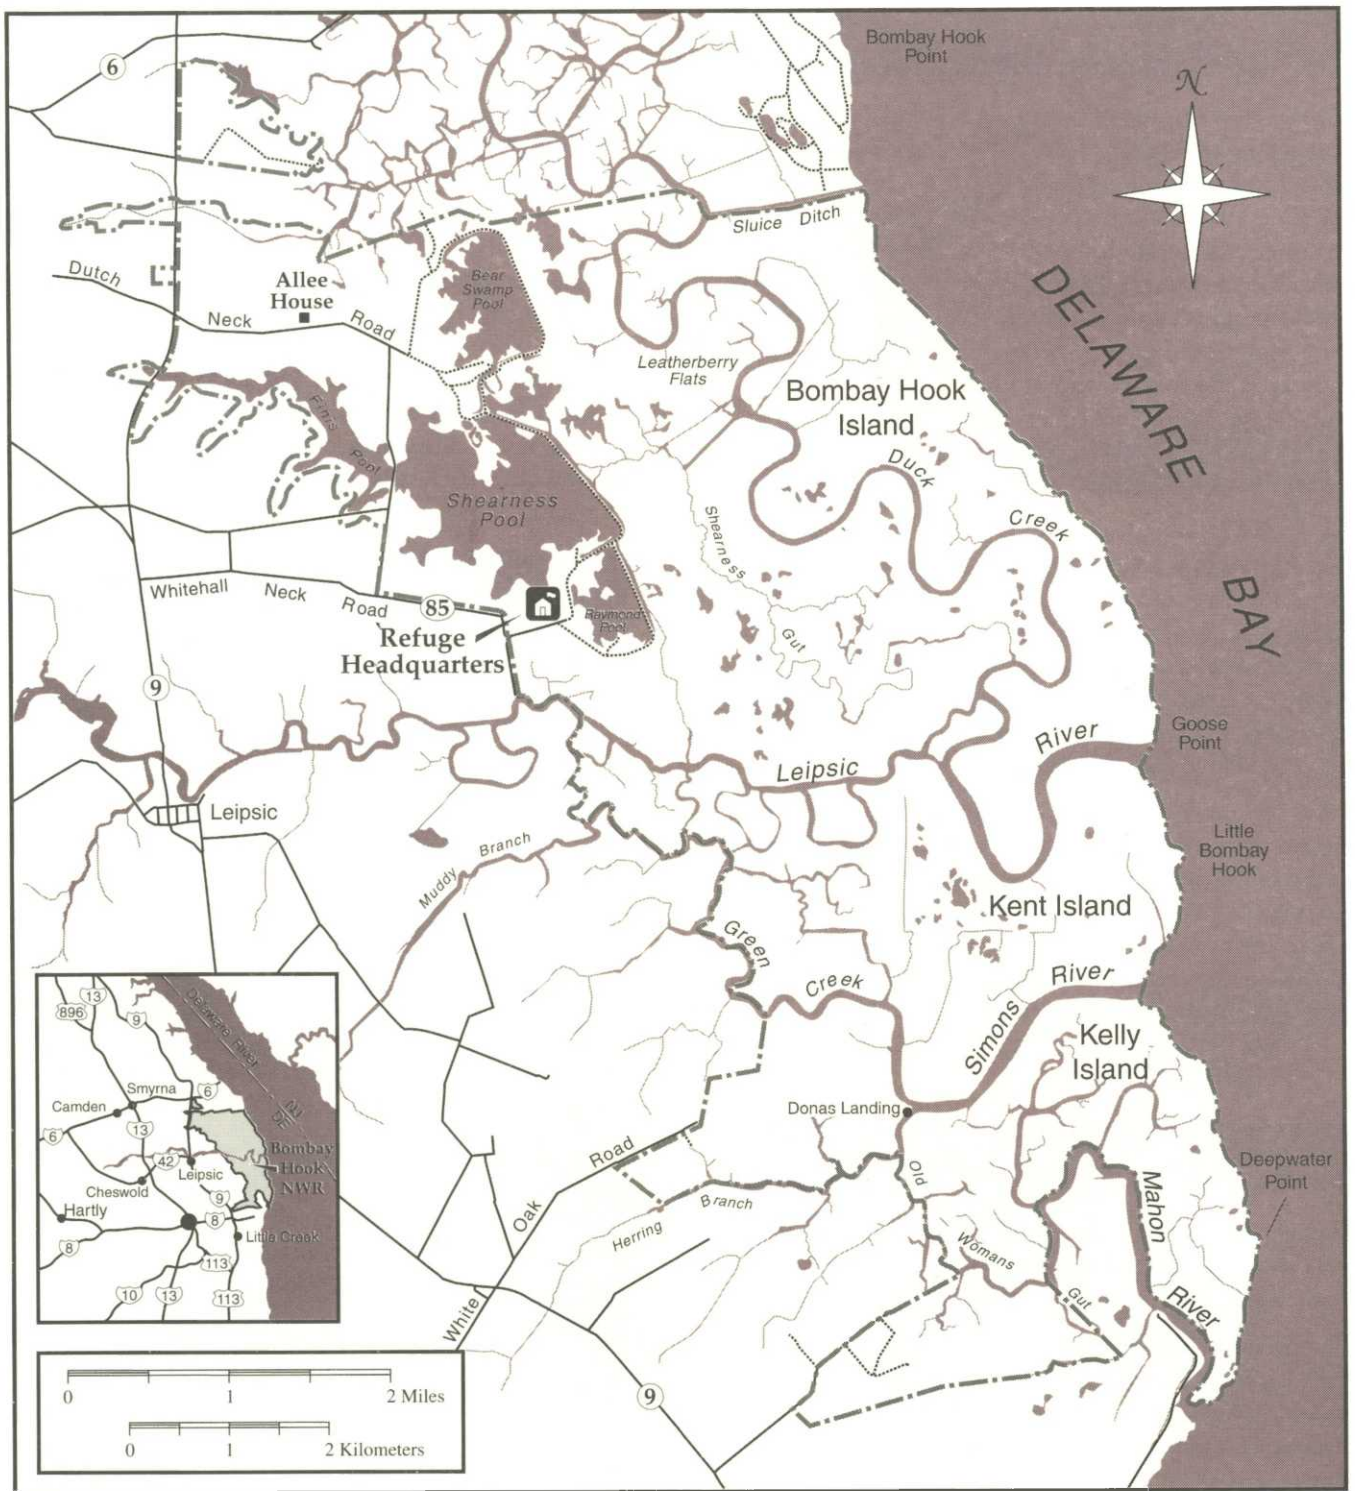 Bombay Hook
Point
6
N
Sluice Ditch
Dutch
Neck
Road
Allee
House
Bear
Swamp
Pool
DELAWARE
BAY
Leatherberry
Flats
Bombay Hook
Island
Finis
Pool
Duck
Creek
Shearness
Pool
Shearness
Gut
Whitehall
Neck
Road
85
Raymond
Pool
Refuge
Headquarters
9
River
Goose
Point
Leipsic
Leipsic
Little
Bombay
Hook
Muddy
Branch
Kent Island
Green
Creek
River
Simons
Kelly
Island
Donas Landing
Road
Oak
White
Old
Womans
Gut
Branch
Herring
Mahon
River
Deepwater
Point
9
Delaware River
NJ
DE
896
13
9
6
Smyrna
Camden
6
13
42
Leipsic
Bombay
Hook
NWR
Cheswold
9
Hartly
8
8
Little Creek
113
10
13
113
0 1 2 Miles
0 1 2 Kilometers